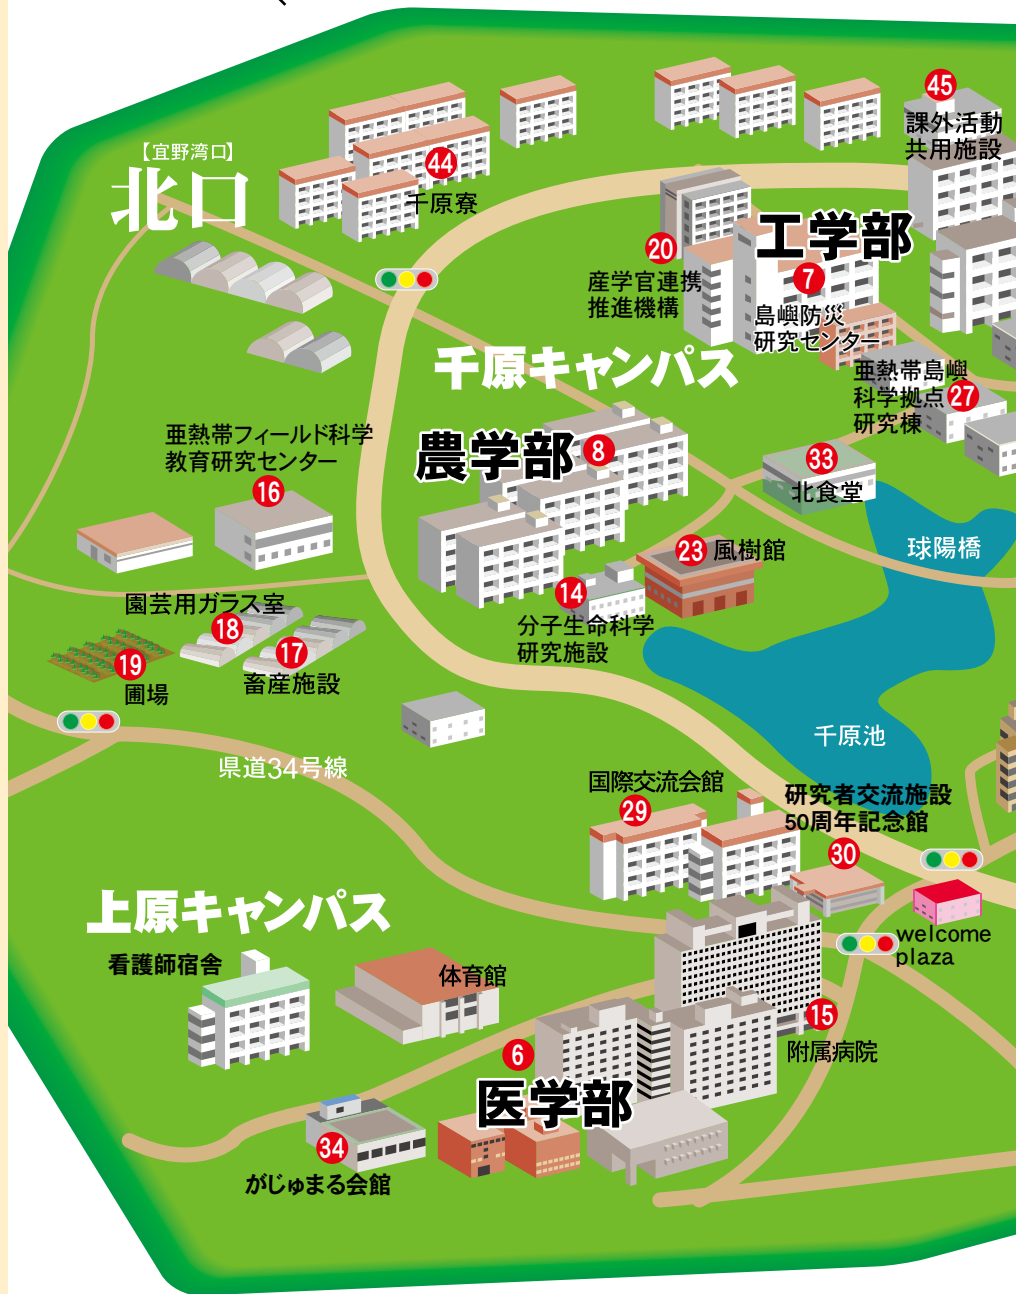 45
課外活動
共用施設
【宜野湾口】
北口
44
千原寮
工学部
20
産学官連携
推進機構
7
島嶼防災
研究センター
千原キャンパス
亜熱帯島嶼
科学拠点
研究棟
27
亜熱帯フィールド科学
教育研究センター
16
農学部
8
33
北食堂
球陽橋
23
風樹館
14
分子生命科学
研究施設
園芸用ガラス室
18
17
畜産施設
19
圃場
千原池
県道34号線
国際交流会館
29
研究者交流施設
50周年記念館
30
上原キャンパス
看護師宿舎
体育館
welcome
plaza
15
附属病院
6
医学部
34
がじゅまる会館